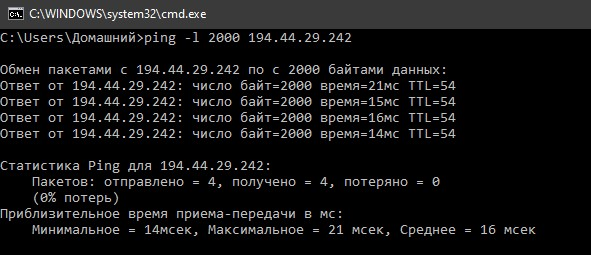 C:\WINDOWS\system32\cmd.exe
C:\Users\Домашний>ping -l 2000 194.44.29.242
Обмен пакетами с 194.44.29.242 по с 2000 байтами данных:
Ответ от 194.44.29.242: число байт=2000 время=21мс TTL=54
Ответ от 194.44.29.242: число байт=2000 время=15мс TTL=54
Ответ от 194.44.29.242: число байт=2000 время=16мс TTL=54
Ответ от 194.44.29.242: число байт=2000 время=14мс TTL=54
Статистика Ping для 194.44.29.242:
Пакетов: отправлено = 4, получено = 4, потеряно = 0
(0% потерь)
Приблизительное время приема-передачи в мс:
Минимальное = 14мсек, Максимальное = 21 мсек, Среднее = 16 мсек